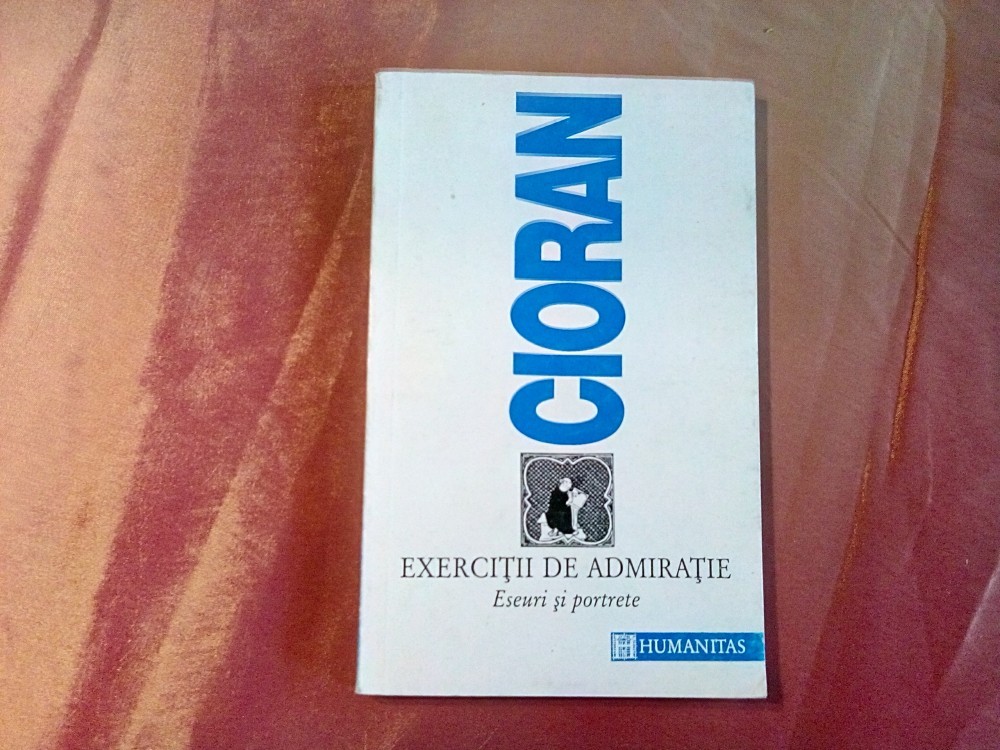 CIORAN
EXERCIŢII DE ADMIRAŢIE
Eseuri şi portrete
HUMANITAS